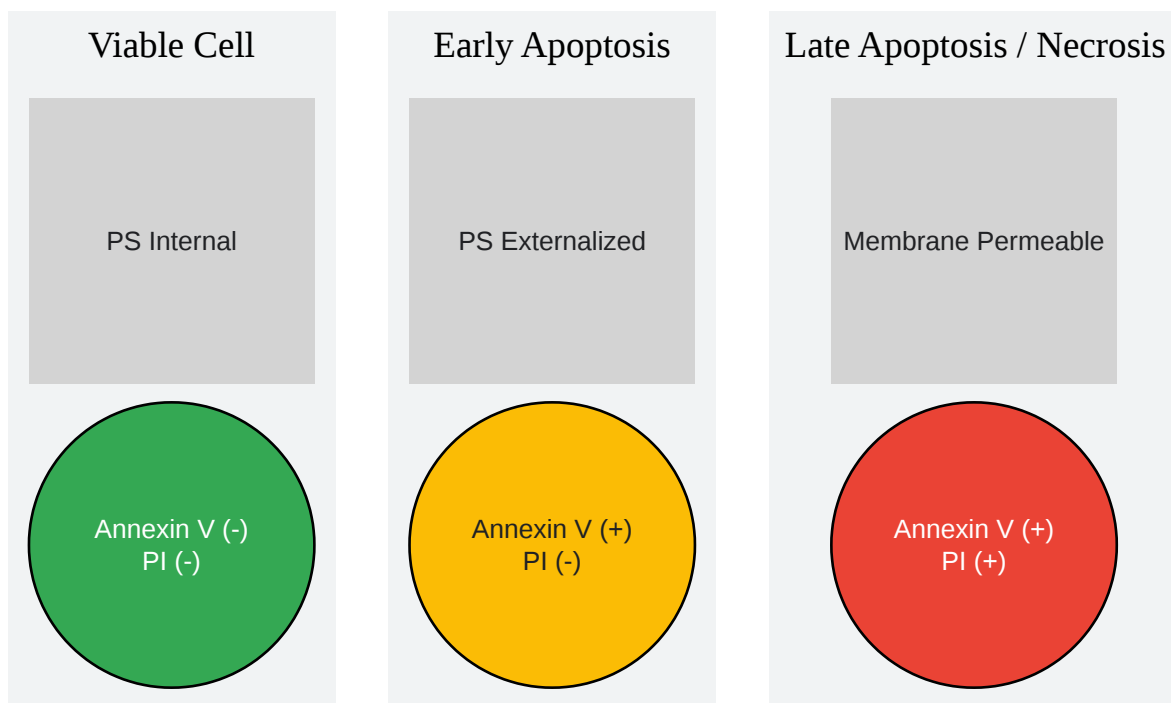 Viable Cell
PS Internal
Annexin V (-)
PI (-)
Early Apoptosis
PS Externalized
Annexin V (+)
PI (-)
Late Apoptosis / Necrosis
Membrane Permeable
Annexin V (+)
PI (+)